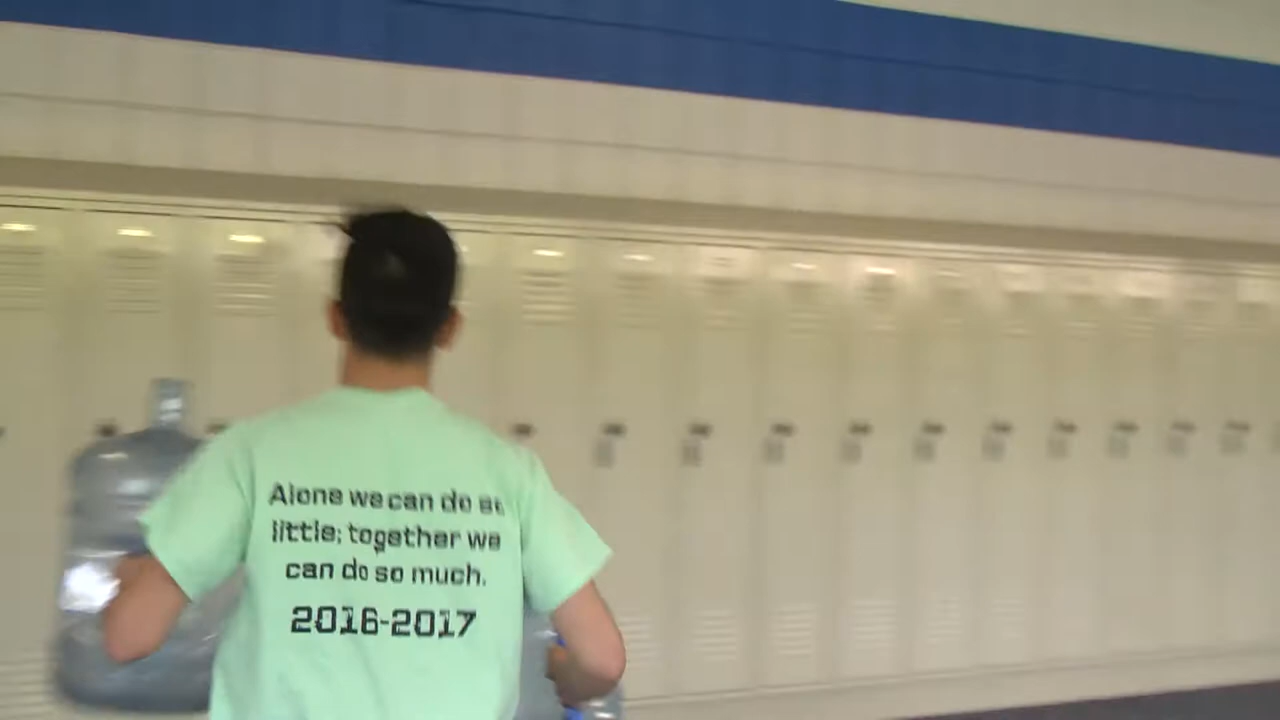 Alone we can do so
little; together we
can do so much.
2016-2017